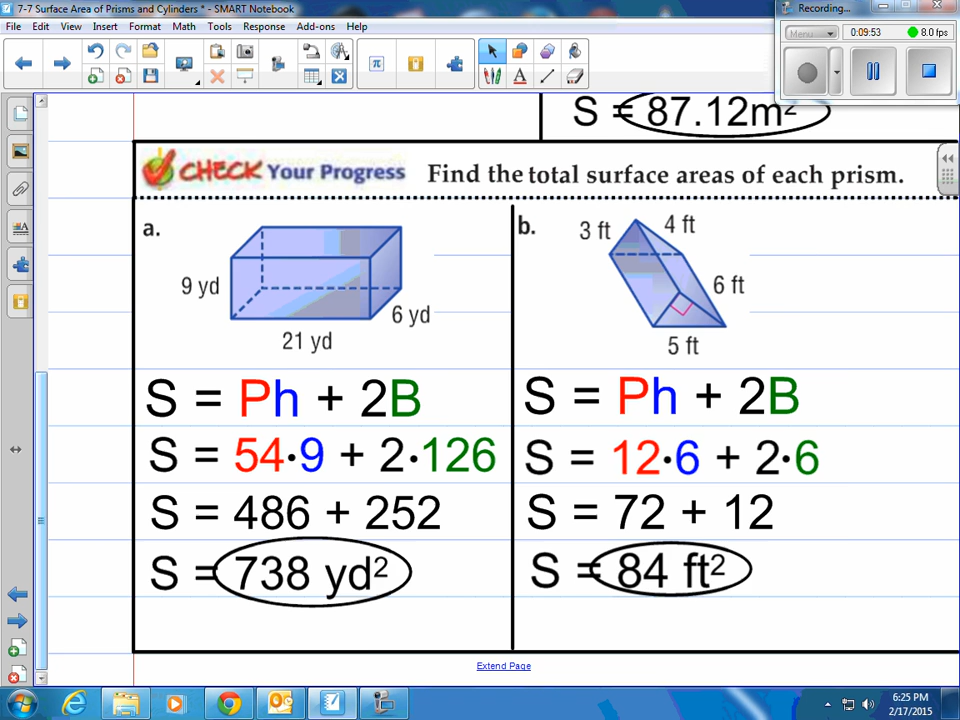 7-7 Surface Area of Prisms and Cylinders * - SMART Notebook
Recording...
File Edit View Insert Format Math Tools Response Add-ons Help
Menu
0:09:53
8.0 fps
S = 87.12m²
CHECK Your Progress Find the total surface areas of each prism.
a.
9 yd
6 yd
21 yd
S = Ph + 2B
S = 54·9 + 2·126
S = 486 + 252
S = 738 yd²
b.
3 ft
4 ft
6 ft
5 ft
S = Ph + 2B
S = 12·6 + 2·6
S = 72 + 12
S = 84 ft²
Extend Page
6:25 PM
2/17/2015